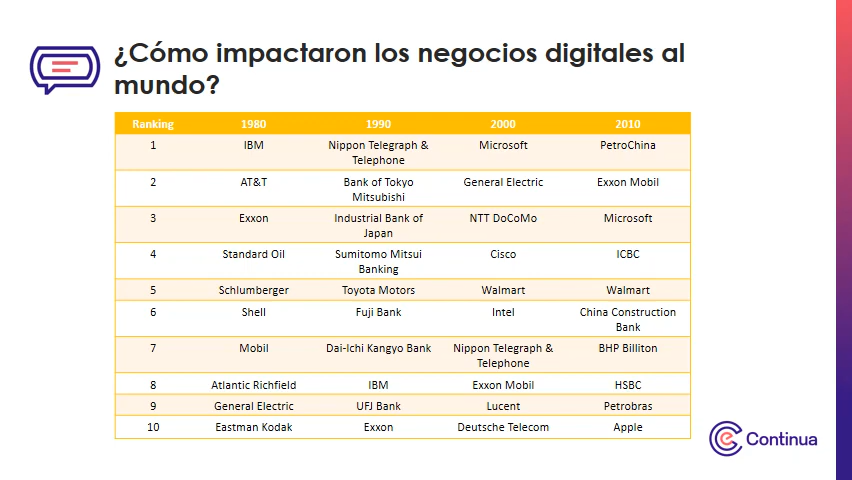 ¿Cómo impactaron los negocios digitales al
mundo?
Ranking 1980 1990 2000 2010
1 IBM Nippon Telegraph & Telephone Microsoft PetroChina
2 AT&T Bank of Tokyo Mitsubishi General Electric Exxon Mobil
3 Exxon Industrial Bank of Japan NTT DoCoMo Microsoft
4 Standard Oil Sumitomo Mitsui Banking Cisco ICBC
5 Schlumberger Toyota Motors Walmart Walmart
6 Shell Fuji Bank Intel China Construction Bank
7 Mobil Dai-Ichi Kangyo Bank Nippon Telegraph & Telephone BHP Billiton
8 Atlantic Richfield IBM Exxon Mobil HSBC
9 General Electric UFJ Bank Lucent Petrobras
10 Eastman Kodak Exxon Deutsche Telecom Apple
Continua